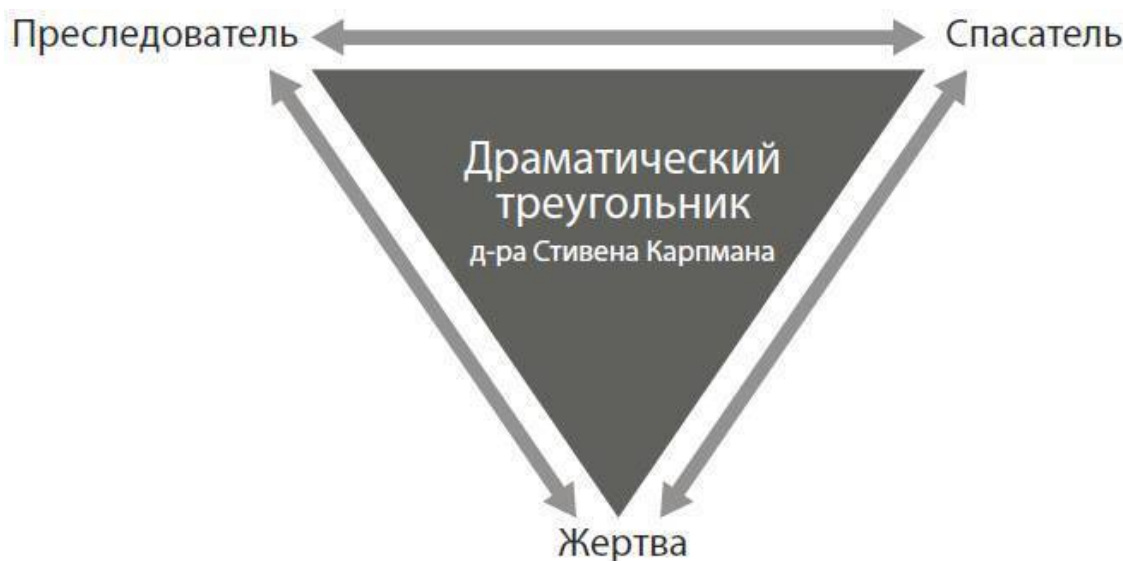 Преследователь
Спасатель
Драматический
треугольник
д-ра Стивена Карпмана
Жертва